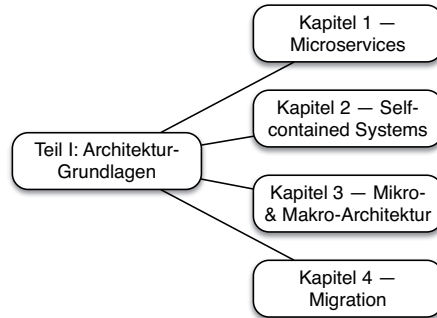 Kapitel 1 —
Microservices
Kapitel 2 — Self-
contained Systems
Teil I: Architektur-
Grundlagen
Kapitel 3 — Mikro-
& Makro-Architektur
Kapitel 4 —
Migration